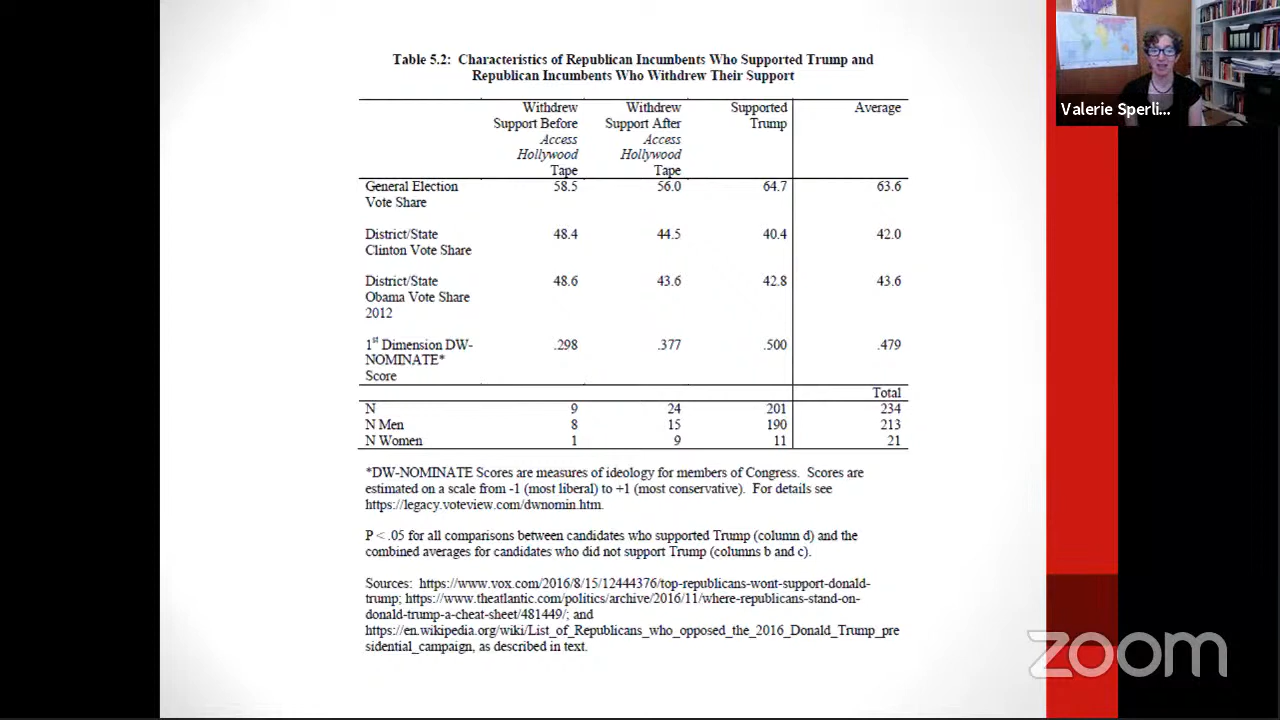 Table 5.2: Characteristics of Republican Incumbents Who Supported Trump and
Republican Incumbents Who Withdrew Their Support
Withdrew Support Before Access Hollywood Tape
Withdrew Support After Access Hollywood Tape
Supported Trump
Average
General Election Vote Share 58.5 56.0 64.7 63.6
District/State Clinton Vote Share 48.4 44.5 40.4 42.0
District/State Obama Vote Share 2012 48.6 43.6 42.8 43.6
1st Dimension DW-NOMINATE* Score .298 .377 .500 .479
Total
N 9 24 201 234
N Men 8 15 190 213
N Women 1 9 11 21
*DW-NOMINATE Scores are measures of ideology for members of Congress. Scores are
estimated on a scale from -1 (most liberal) to +1 (most conservative). For details see
https://legacy.voteview.com/dwnomin.htm.
P < .05 for all comparisons between candidates who supported Trump (column d) and the
combined averages for candidates who did not support Trump (columns b and c).
Sources: https://www.vox.com/2016/8/15/12444376/top-republicans-wont-support-donald-
trump; https://www.theatlantic.com/politics/archive/2016/11/where-republicans-stand-on-
donald-trump-a-cheat-sheet/481449/; and
https://en.wikipedia.org/wiki/List_of_Republicans_who_opposed_the_2016_Donald_Trump_pre
sidential_campaign, as described in text.
Valerie Sperli...
zoom